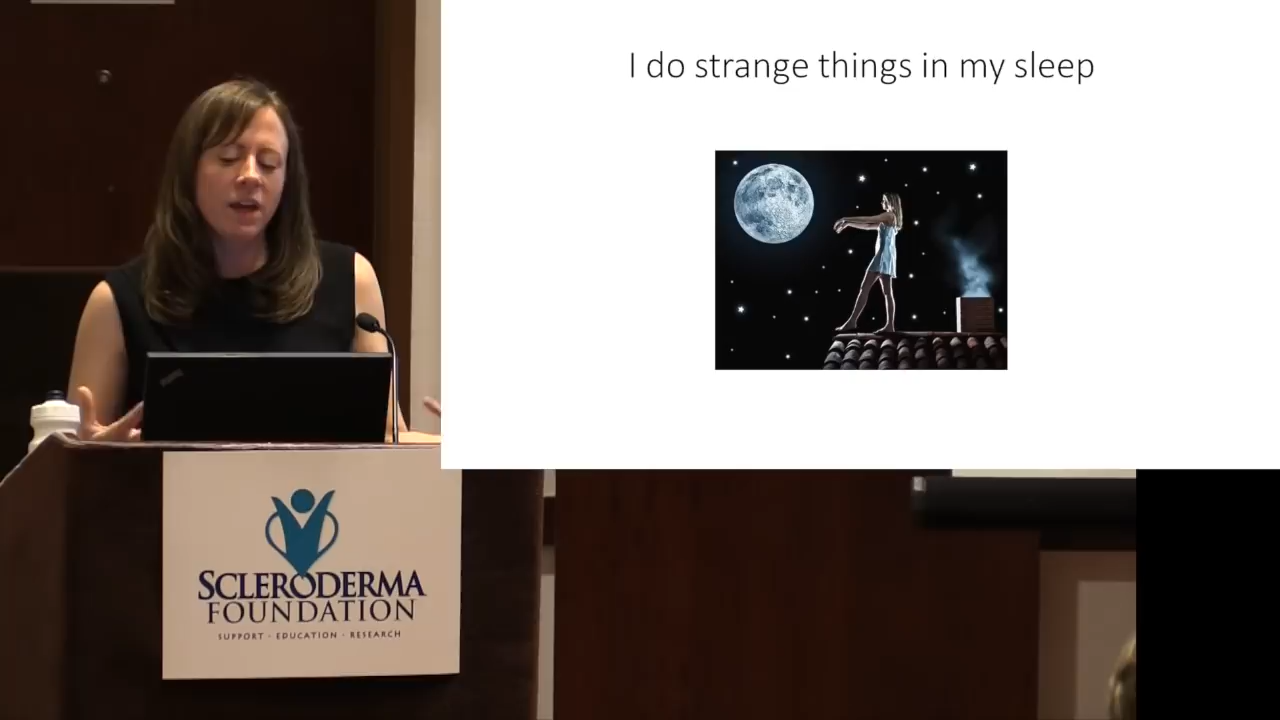 I do strange things in my sleep
SCLERODERMA
FOUNDATION
SUPPORT · EDUCATION · RESEARCH